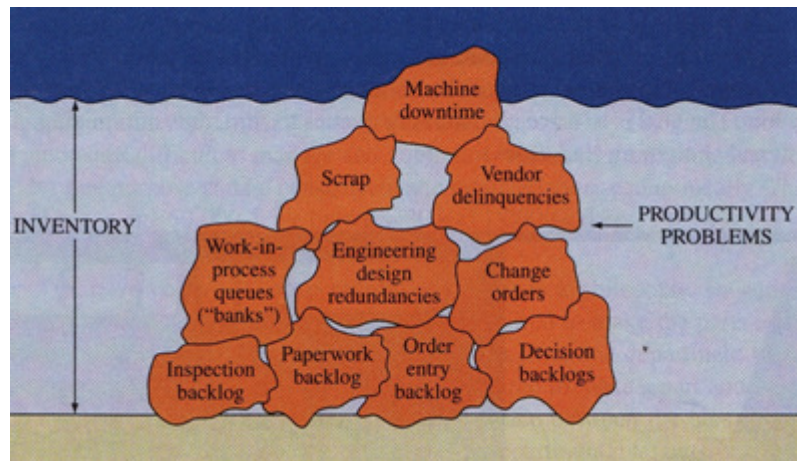 Machine
downtime
Scrap
Vendor
delinquencies
INVENTORY
PRODUCTIVITY
PROBLEMS
Work-in-
process
queues
("banks")
Engineering
design
redundancies
Change
orders
Inspection
backlog
Paperwork
backlog
Order
entry
backlog
Decision
backlogs